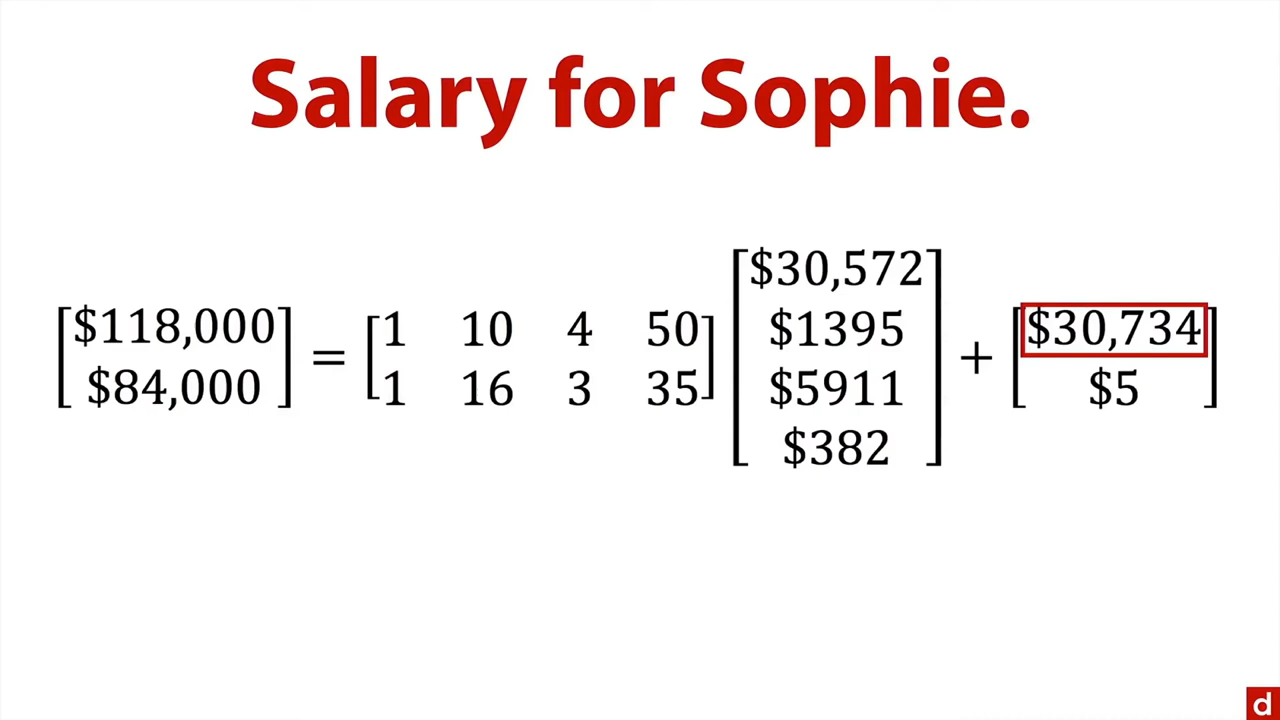 Salary for Sophie.
[$118,000
$84,000] = [1 10 4 50
1 16 3 35] [$30,572
$1395
$5911
$382] + [$30,734
$5]
d